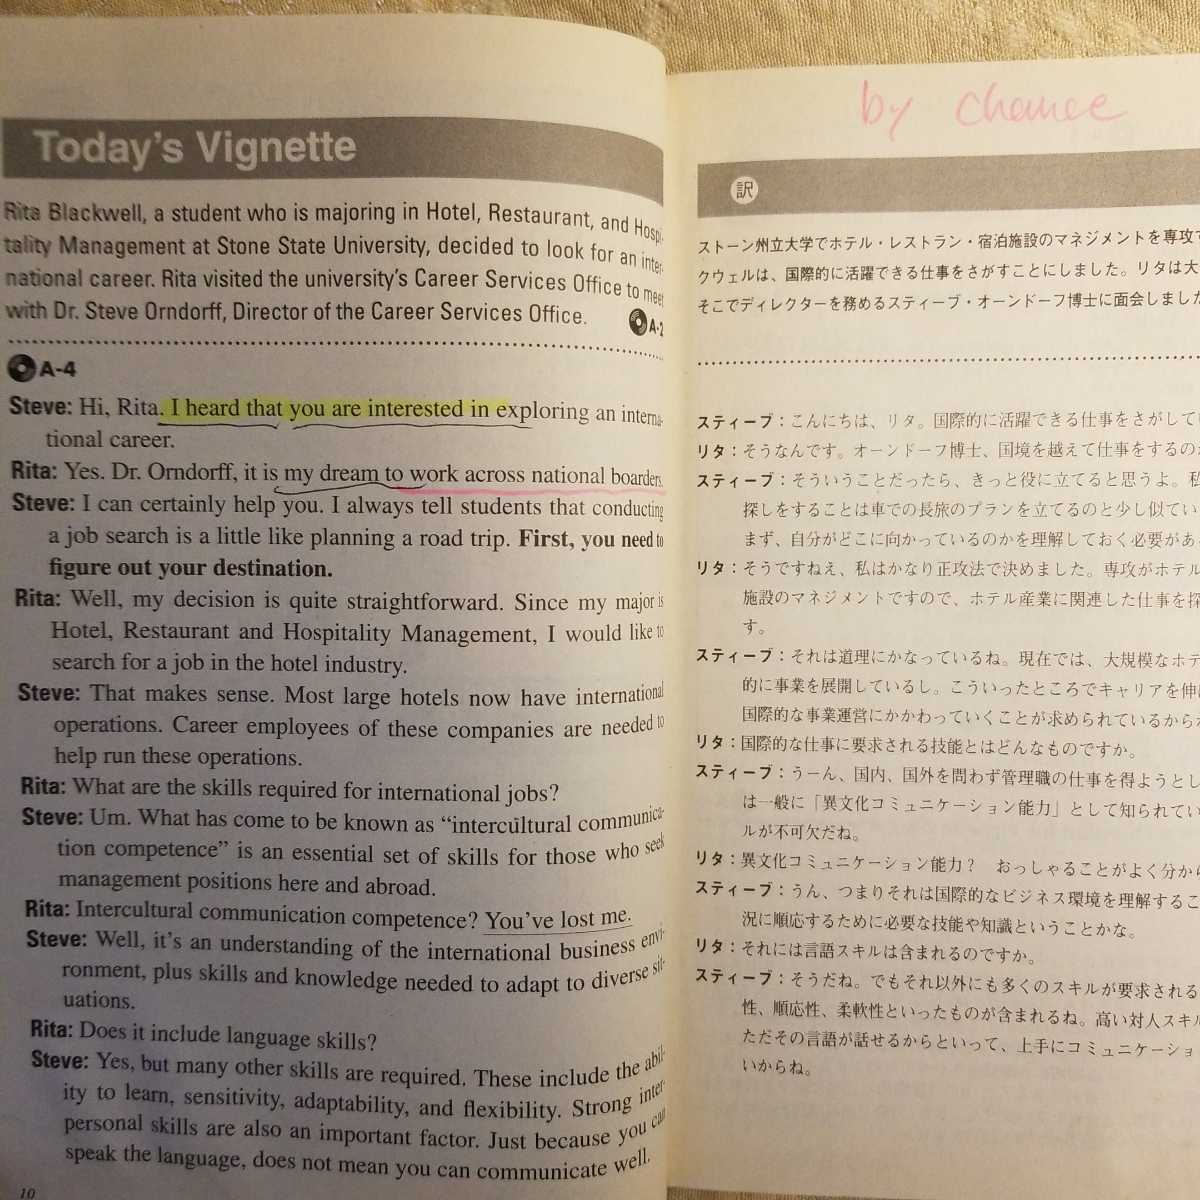 Today's Vignette
Rita Blackwell, a student who is majoring in Hotel, Restaurant, and Hospi-
tality Management at Stone State University, decided to look for an inter-
national career. Rita visited the university's Career Services Office to meet
with Dr. Steve Orndorff, Director of the Career Services Office.
A-2
A-4
Steve: Hi, Rita. I heard that you are interested in exploring an interna-
tional career.
Rita: Yes. Dr. Orndorff, it is my dream to work across national boarders.
Steve: I can certainly help you. I always tell students that conducting
a job search is a little like planning a road trip. First, you need to
figure out your destination.
Rita: Well, my decision is quite straightforward. Since my major is
Hotel, Restaurant and Hospitality Management, I would like to
search for a job in the hotel industry.
Steve: That makes sense. Most large hotels now have international
operations. Career employees of these companies are needed to
help run these operations.
Rita: What are the skills required for international jobs?
Steve: Um. What has come to be known as “intercultural communica-
tion competence” is an essential set of skills for those who seek
management positions here and abroad.
Rita: Intercultural communication competence? You've lost me.
Steve: Well, it's an understanding of the international business envi-
ronment, plus skills and knowledge needed to adapt to diverse sit-
uations.
Rita: Does it include language skills?
Steve: Yes, but many other skills are required. These include the abil-
ity to learn, sensitivity, adaptability, and flexibility. Strong inter-
personal skills are also an important factor. Just because you can
speak the language, does not mean you can communicate well.
10
by chance
訳
ストーン州立大学でホテル・レストラン・宿泊施設のマネジメントを専攻
クウェルは、国際的に活躍できる仕事をさがすことにしました。リタは大
そこでディレクターを務めるスティーブ・オーンドーフ博士に面会しました
スティーブ：こんにちは、リタ。国際的に活躍できる仕事をさがして
リタ：そうなんです。オーンドーフ博士、国境を越えて仕事をするの
スティーブ：そういうことだったら、きっと役に立てると思うよ。私
探しをすることは車での長旅のプランを立てるのと少し似てい
まず、自分がどこに向かっているのかを理解しておく必要があ
リタ：そうですねえ、私はかなり正攻法で決めました。専攻がホテル
施設のマネジメントですので、ホテル産業に関連した仕事を探
す。
スティーブ：それは道理にかなっているね。現在では、大規模なホテ
的に事業を展開しているし。こういったところでキャリアを伸
国際的な事業運営にかかわっていくことが求められているから
リタ：国際的な仕事に要求される技能とはどんなものですか。
スティーブ：うーん、国内、国外を問わず管理職の仕事を得ようとし
は一般に「異文化コミュニケーション能力」として知られてい
ルが不可欠だね。
リタ：異文化コミュニケーション能力？　おっしゃることがよく分から
スティーブ：うん、つまりそれは国際的なビジネス環境を理解するこ
況に順応するために必要な技能や知識ということかな。
リタ：それには言語スキルは含まれるのですか。
スティーブ：そうだね。でもそれ以外にも多くのスキルが要求される
性、順応性、柔軟性といったものが含まれるね。高い対人スキル
ただその言語が話せるからといって、上手にコミュニケーショ
いからね。